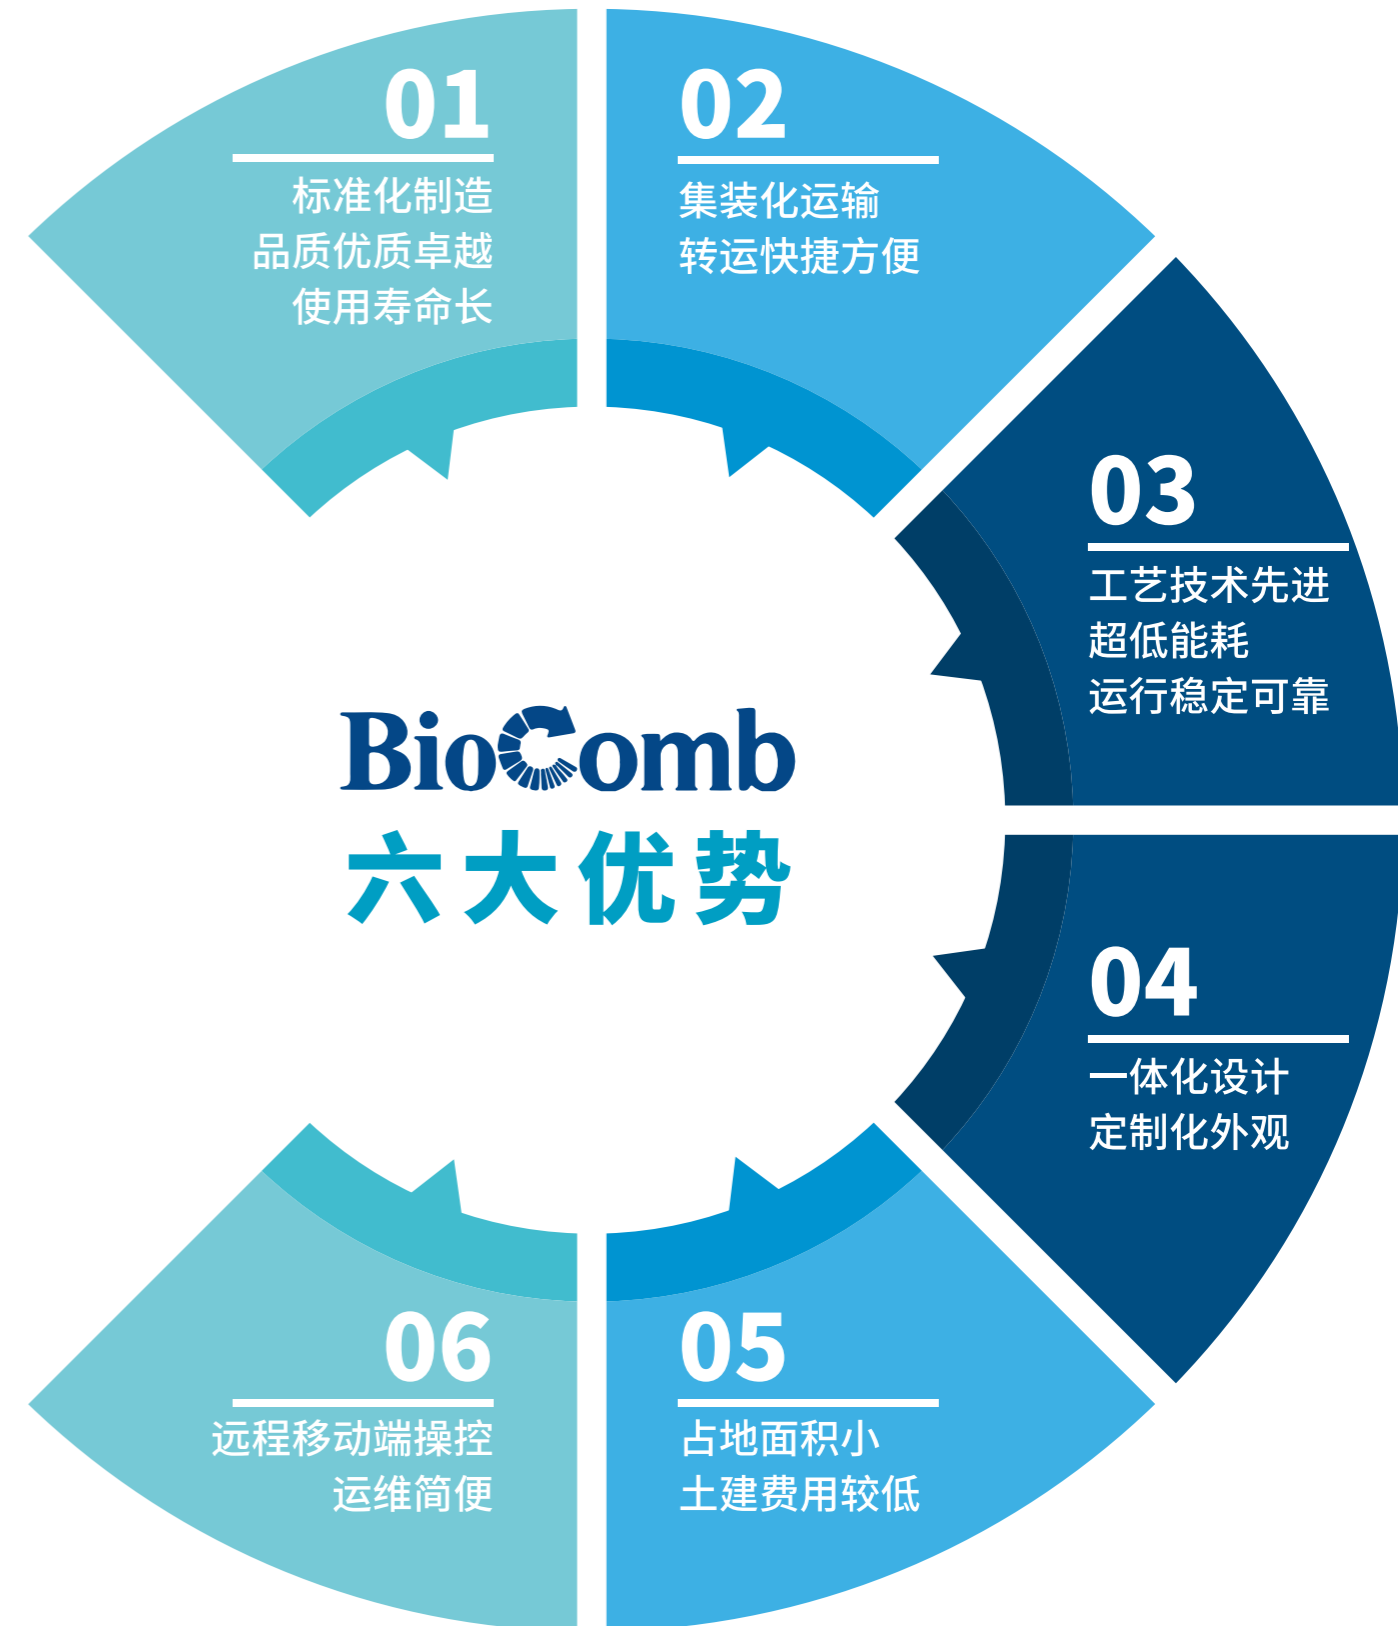 01
标准化制造
品质优质卓越
使用寿命长
02
集装化运输
转运快捷方便
03
工艺技术先进
超低能耗
运行稳定可靠
BioComb
六大优势
04
一体化设计
定制化外观
05
占地面积小
土建费用较低
06
远程移动端操控
运维简便